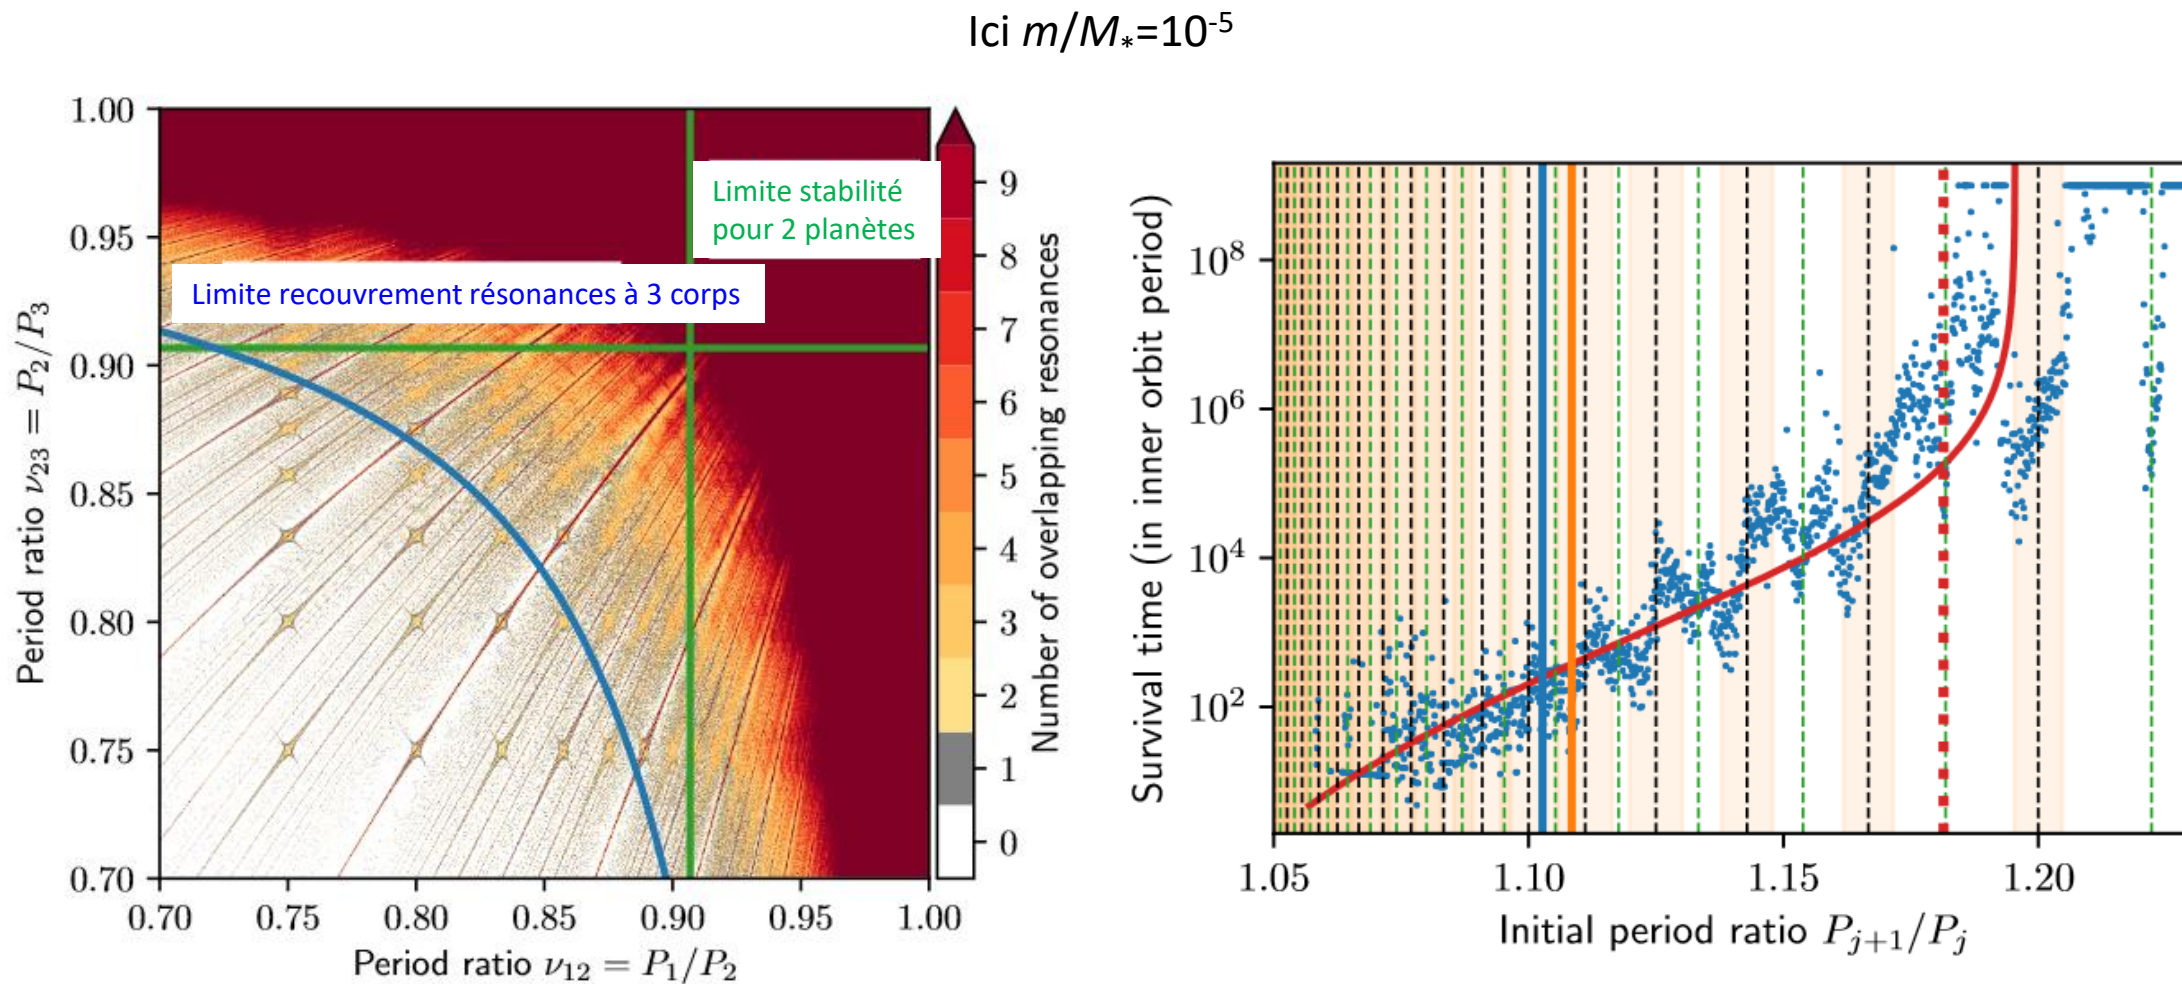 Ici m/M*=10-5
1.00
0.95
0.90
0.85
0.80
0.75
0.70
Period ratio ν23 = P2/P3
Limite stabilité
pour 2 planètes
Limite recouvrement résonances à 3 corps
0.70 0.75 0.80 0.85 0.90 0.95 1.00
Period ratio ν12 = P1/P2
9
8
7
6
5
4
3
2
1
0
Number of overlapping resonances
Survival time (in inner orbit period)
10^8
10^6
10^4
10^2
1.05 1.10 1.15 1.20
Initial period ratio Pj+1/Pj